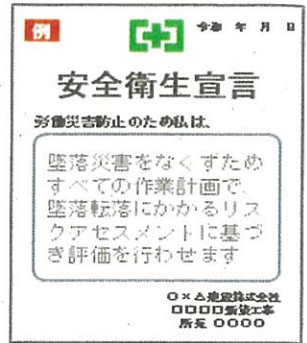 例
令和 年 月 日
安全衛生宣言
労働災害防止のため私は、
墜落災害をなくすため
すべての作業計画で、
墜落転落にかかるリス
クアセスメントに基づ
き評価を行わせます
〇×△建設株式会社
□□□□新築工事
所長 〇〇〇〇